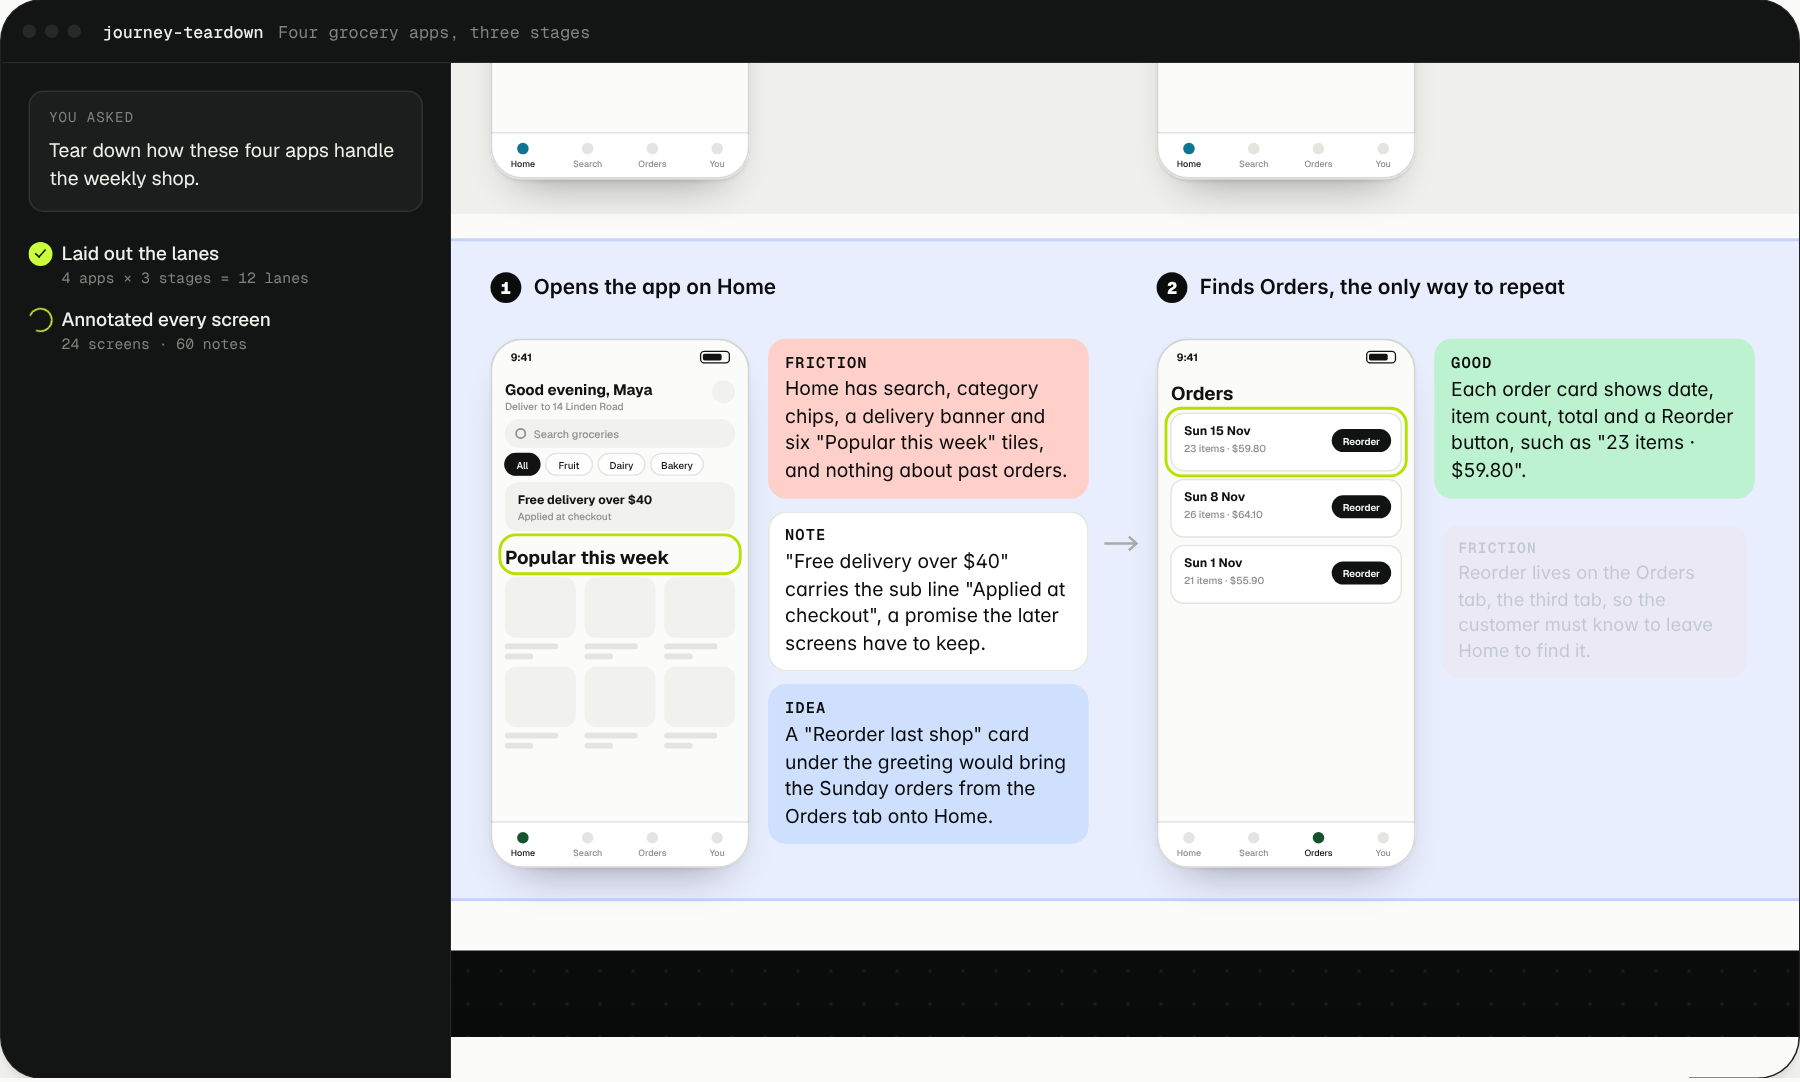 journey-teardown Four grocery apps, three stages
YOU ASKED
Tear down how these four apps handle
the weekly shop.
Laid out the lanes
4 apps × 3 stages = 12 lanes
Annotated every screen
24 screens · 60 notes
Home Search Orders You
Home Search Orders You
1 Opens the app on Home
9:41
Good evening, Maya
Deliver to 14 Linden Road
Search groceries
All Fruit Dairy Bakery
Free delivery over $40
Applied at checkout
Popular this week
Home Search Orders You
FRICTION
Home has search, category
chips, a delivery banner and
six "Popular this week" tiles,
and nothing about past orders.
NOTE
"Free delivery over $40"
carries the sub line "Applied at
checkout", a promise the later
screens have to keep.
IDEA
A "Reorder last shop" card
under the greeting would bring
the Sunday orders from the
Orders tab onto Home.
2 Finds Orders, the only way to repeat
9:41
Orders
Sun 15 Nov
23 items · $59.80
Reorder
Sun 8 Nov
26 items · $64.10
Reorder
Sun 1 Nov
21 items · $55.90
Reorder
Home Search Orders You
GOOD
Each order card shows date,
item count, total and a Reorder
button, such as "23 items ·
$59.80".
FRICTION
Reorder lives on the Orders
tab, the third tab, so the
customer must know to leave
Home to find it.